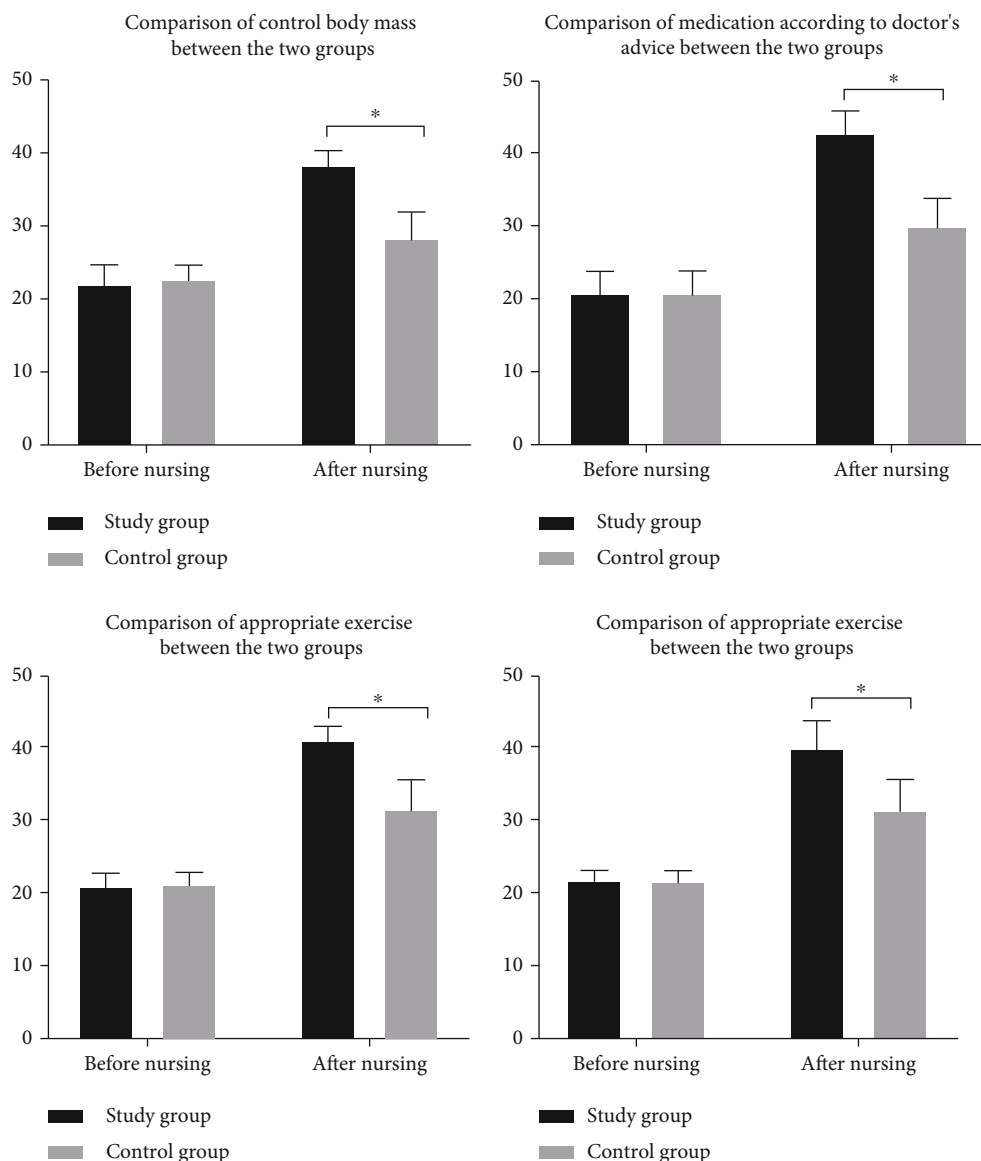 Comparison of control body mass
between the two groups
50
40
30
20
10
0
*
Before nursing
After nursing
Study group
Control group
Comparison of medication according to doctor's
advice between the two groups
50
40
30
20
10
0
*
Before nursing
After nursing
Study group
Control group
Comparison of appropriate exercise
between the two groups
50
40
30
20
10
0
*
Before nursing
After nursing
Study group
Control group
Comparison of appropriate exercise
between the two groups
50
40
30
20
10
0
*
Before nursing
After nursing
Study group
Control group